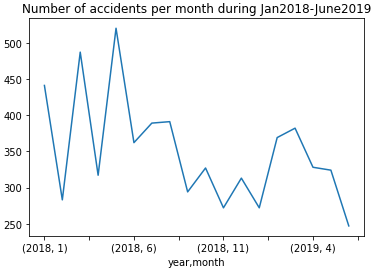 Number of accidents per month during Jan2018-June2019
500
450
400
350
300
250
(2018, 1) (2018, 6) (2018, 11) (2019, 4)
year,month